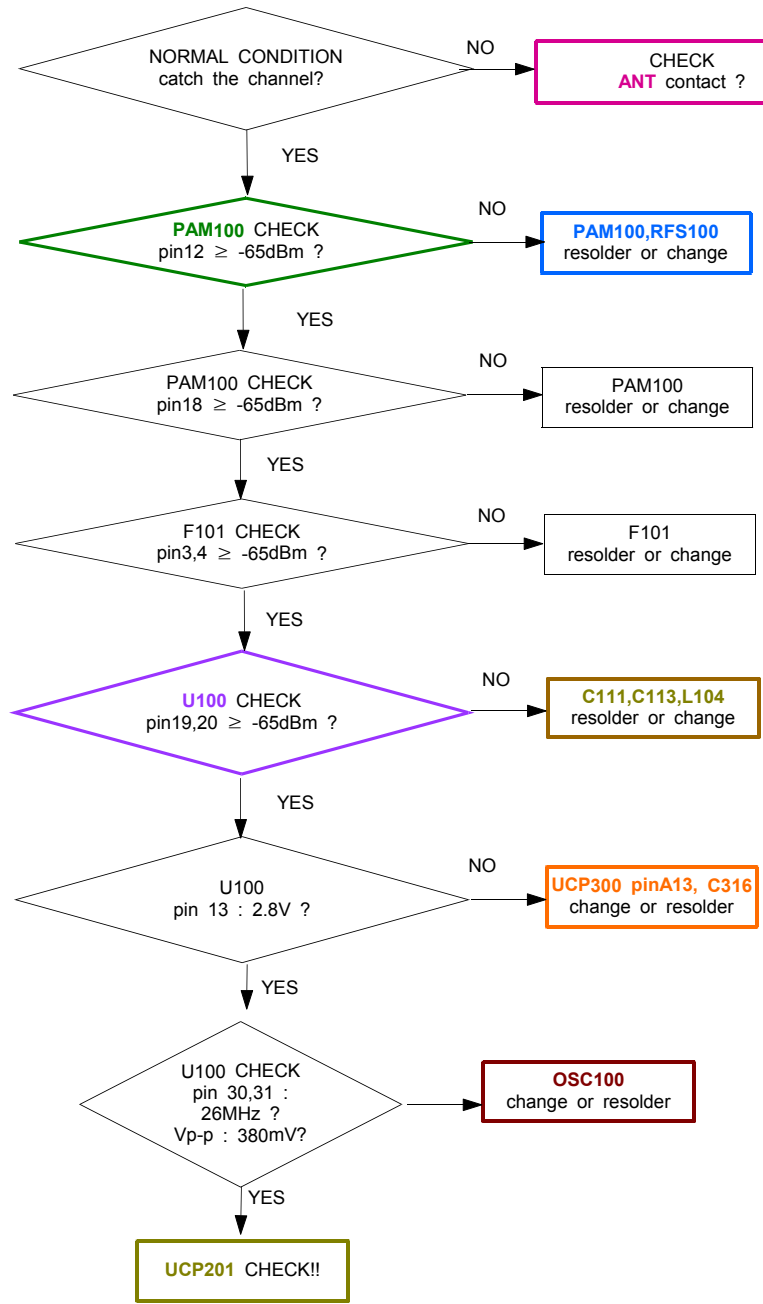 NORMAL CONDITION
catch the channel?
NO
CHECK
ANT contact ?
YES
PAM100 CHECK
pin12 ≥ -65dBm ?
NO
PAM100,RFS100
resolder or change
YES
PAM100 CHECK
pin18 ≥ -65dBm ?
NO
PAM100
resolder or change
YES
F101 CHECK
pin3,4 ≥ -65dBm ?
NO
F101
resolder or change
YES
U100 CHECK
pin19,20 ≥ -65dBm ?
NO
C111,C113,L104
resolder or change
YES
U100
pin 13 : 2.8V ?
NO
UCP300 pinA13, C316
change or resolder
YES
U100 CHECK
pin 30,31 :
26MHz ?
Vp-p : 380mV?
OSC100
change or resolder
YES
UCP201 CHECK!!